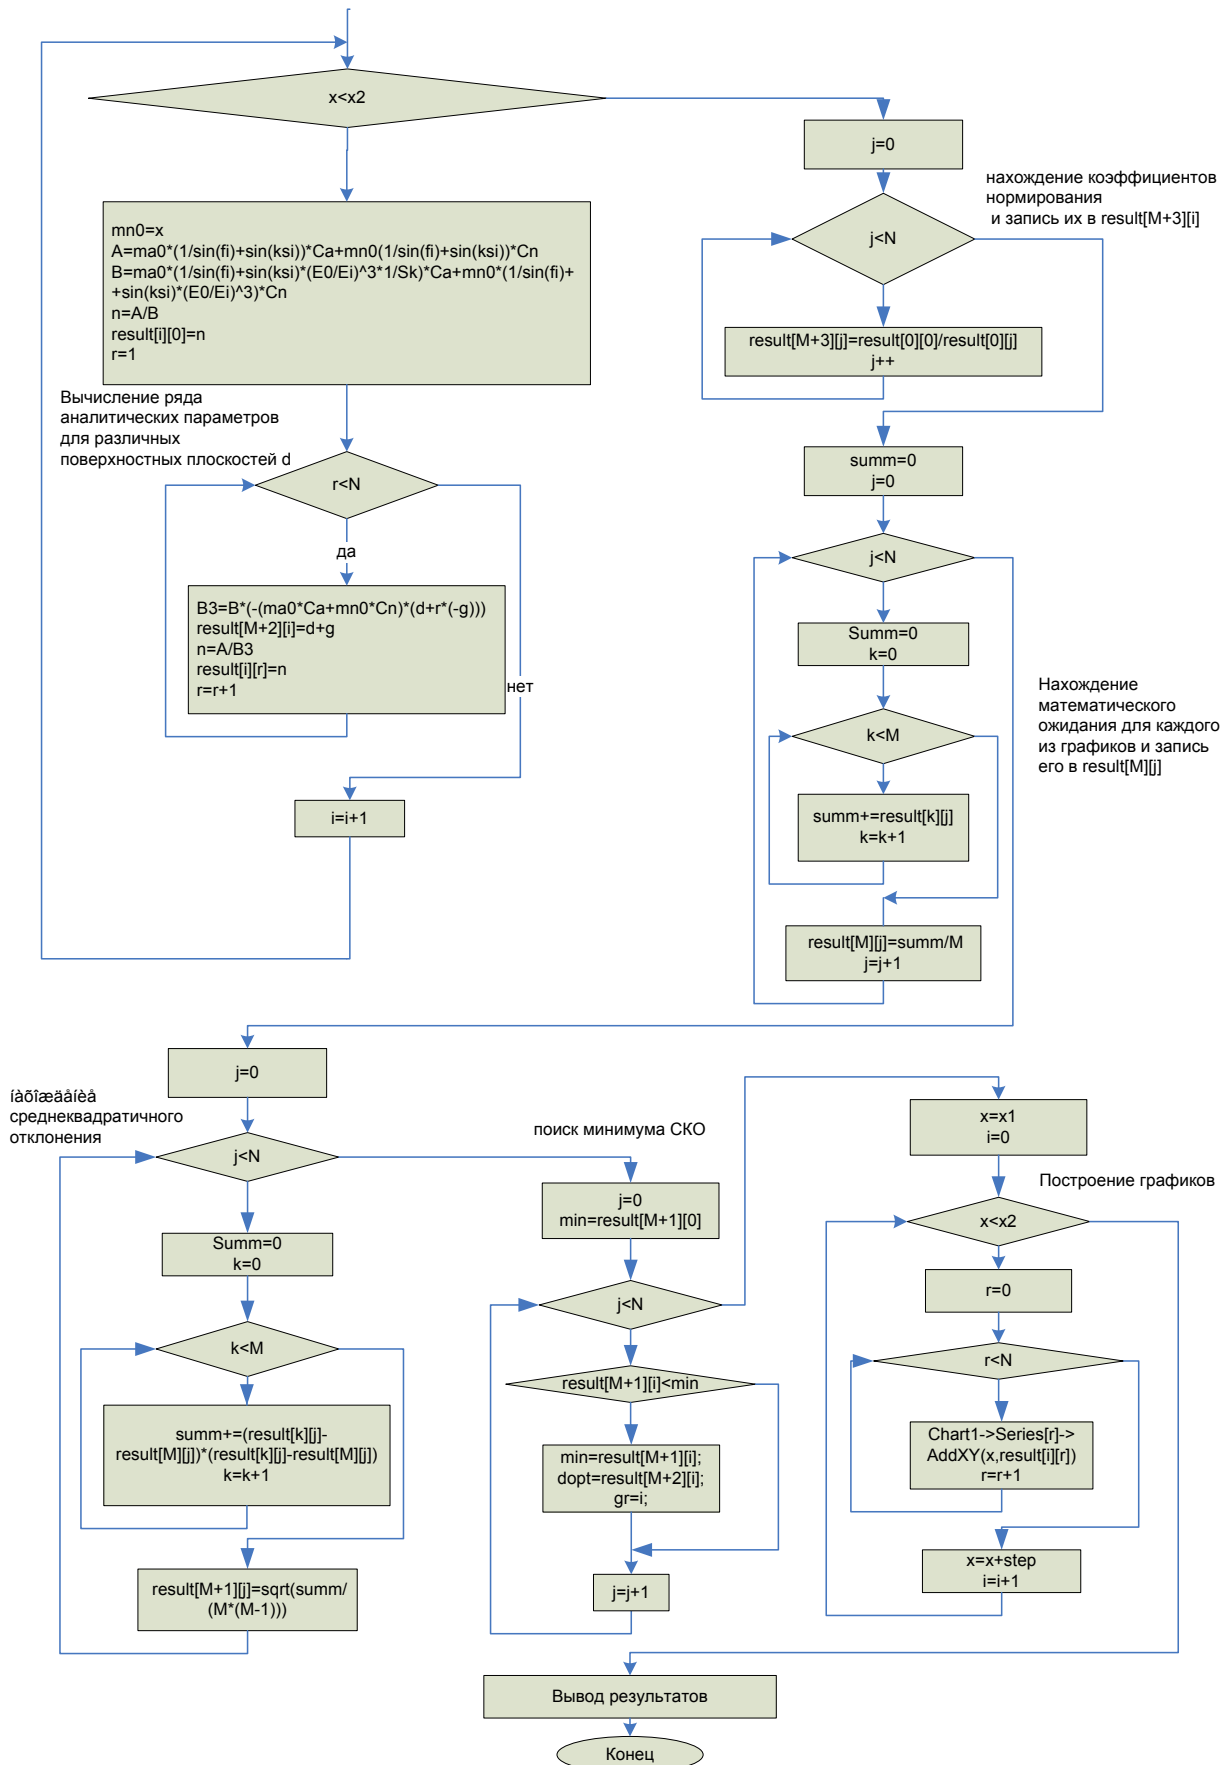 x<x2
mn0=x
A=ma0*(1/sin(fi)+sin(ksi))*Ca+mn0(1/sin(fi)+sin(ksi))*Cn
B=ma0*(1/sin(fi)+sin(ksi)*(E0/Ei)^3*1/Sk)*Ca+mn0*(1/sin(fi)+
+sin(ksi)*(E0/Ei)^3)*Cn
n=A/B
result[i][0]=n
r=1
Вычисление ряда
аналитических параметров
для различных
поверхностных плоскостей d
r<N
да
B3=B*(-(ma0*Ca+mn0*Cn)*(d+r*(-g)))
result[M+2][i]=d+g
n=A/B3
result[i][r]=n
r=r+1
нет
i=i+1
j=0
нахождение коэффициентов
нормирования
и запись их в result[M+3][i]
j<N
result[M+3][j]=result[0][0]/result[0][j]
j++
summ=0
j=0
j<N
Summ=0
k=0
Нахождение
математического
ожидания для каждого
из графиков и запись
его в result[M][j]
k<M
summ+=result[k][j]
k=k+1
result[M][j]=summ/M
j=j+1
j=0
íàõîæäåíèå
среднеквадратичного
отклонения
j<N
Summ=0
k=0
k<M
summ+=(result[k][j]-
result[M][j])*(result[k][j]-result[M][j])
k=k+1
result[M+1][j]=sqrt(summ/
(M*(M-1)))
поиск минимума СКО
j=0
min=result[M+1][0]
j<N
result[M+1][i]<min
min=result[M+1][i];
dopt=result[M+2][i];
gr=i;
j=j+1
x=x1
i=0
Построение графиков
x<x2
r=0
r<N
Chart1->Series[r]->
AddXY(x,result[i][r])
r=r+1
x=x+step
i=i+1
Вывод результатов
Конец